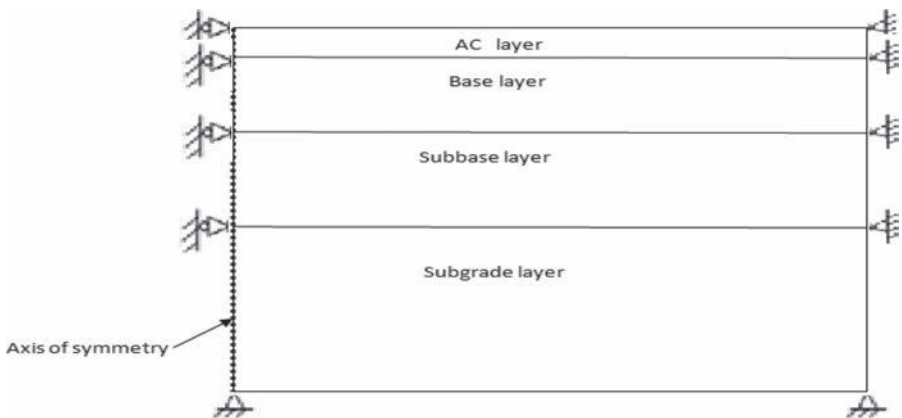 AC layer
Base layer
Subbase layer
Subgrade layer
Axis of symmetry